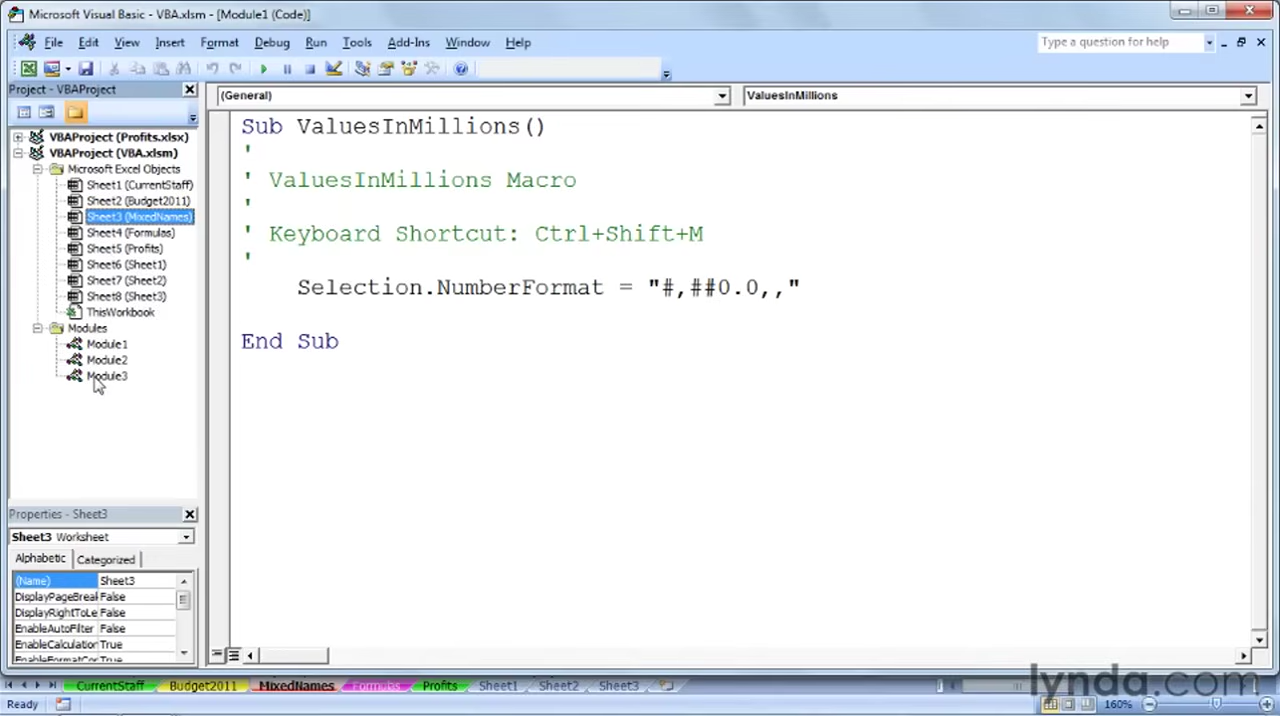 Microsoft Visual Basic - VBA.xlsm - [Module1 (Code)]
File Edit View Insert Format Debug Run Tools Add-Ins Window Help
Type a question for help
Project - VBAProject
(General)
ValuesInMillions
VBAProject (Profits.xlsx)
VBAProject (VBA.xlsm)
Microsoft Excel Objects
Sheet1 (CurrentStaff)
Sheet2 (Budget2011)
Sheet3 (MixedNames)
Sheet4 (Formulas)
Sheet5 (Profits)
Sheet6 (Sheet1)
Sheet7 (Sheet2)
Sheet8 (Sheet3)
ThisWorkbook
Modules
Module1
Module2
Module3
Sub ValuesInMillions()
'
' ValuesInMillions Macro
'
' Keyboard Shortcut: Ctrl+Shift+M
'
Selection.NumberFormat = "#,##0.0,,"
End Sub
Properties - Sheet3
Sheet3 Worksheet
Alphabetic Categorized
(Name) Sheet3
DisplayPageBreal False
DisplayRightToLe False
EnableAutoFilter False
EnableCalculation True
EnableFormatCor True
CurrentStaff Budget2011 MixedNames Formulas Profits Sheet1 Sheet2 Sheet3
lynda.com
Ready
160%